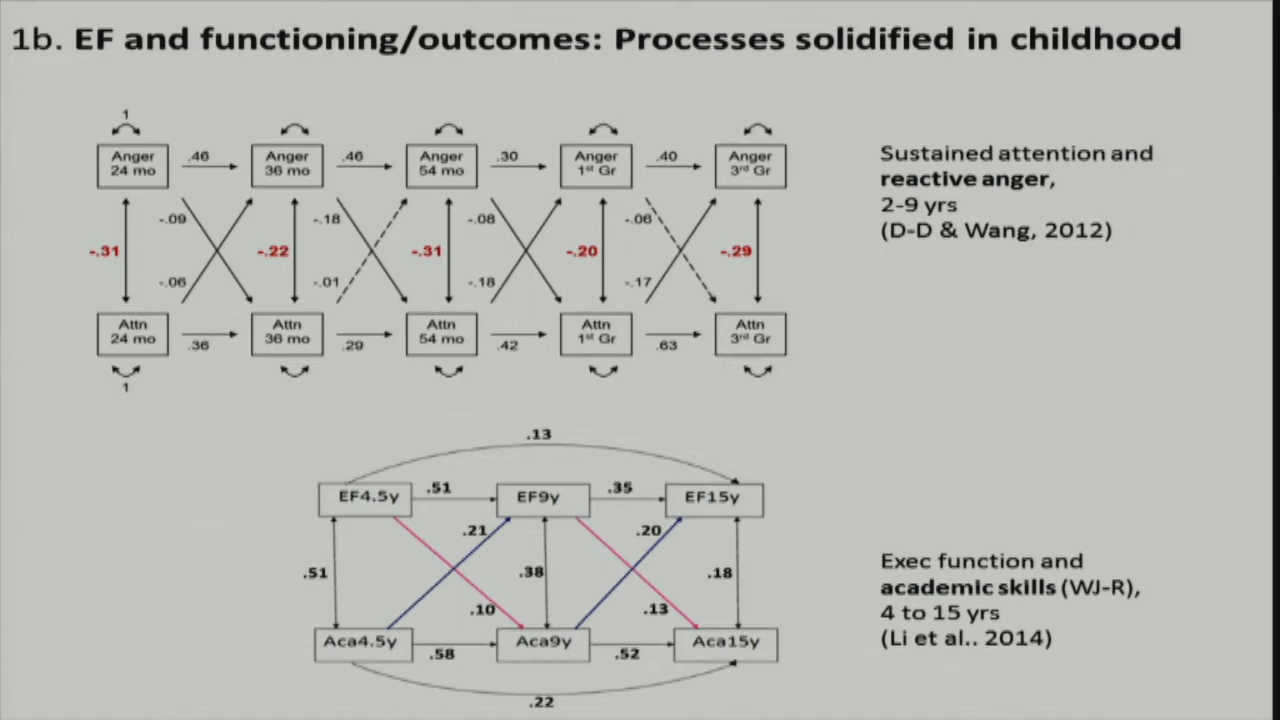 1b. EF and functioning/outcomes: Processes solidified in childhood
1
Anger
24 mo
.46
Anger
36 mo
.46
Anger
54 mo
.30
Anger
1st Gr
.40
Anger
3rd Gr
-.09
-.18
-.08
-.06
-.31
-.22
-.31
-.20
-.29
-.06
-.01
-.18
-.17
Attn
24 mo
.36
Attn
36 mo
.29
Attn
54 mo
.42
Attn
1st Gr
.63
Attn
3rd Gr
1
Sustained attention and
reactive anger,
2-9 yrs
(D-D & Wang, 2012)
.13
EF4.5y
.51
EF9y
.35
EF15y
.21
.20
.51
.38
.18
.10
.13
Aca4.5y
.58
Aca9y
.52
Aca15y
.22
Exec function and
academic skills (WJ-R),
4 to 15 yrs
(Li et al.. 2014)